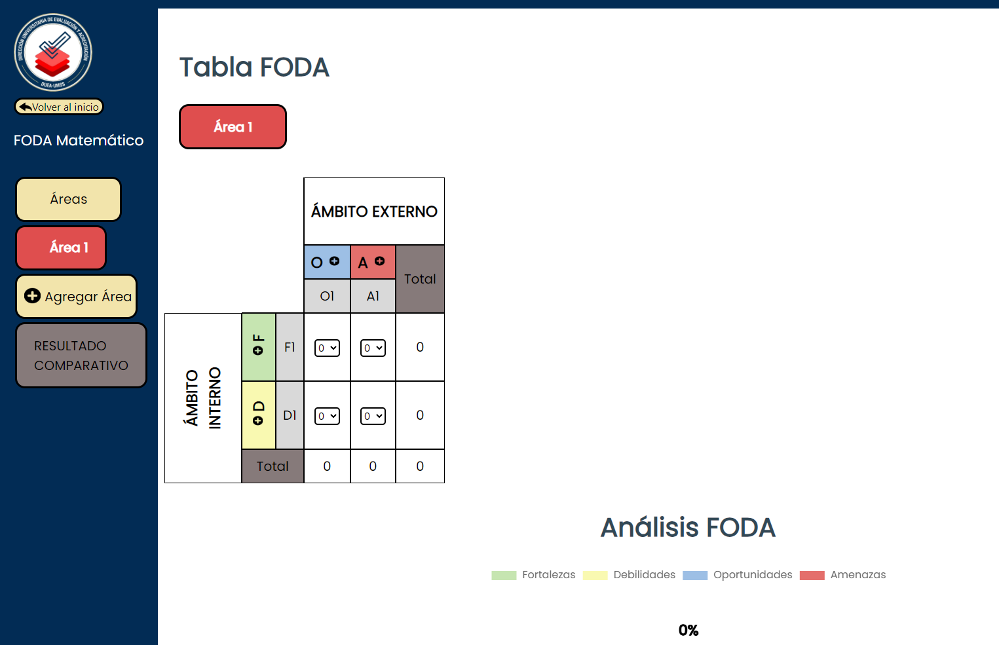 DIRECCIÓN UNIVERSITARIA DE EVALUACIÓN Y ACREDITACIÓN
DUEA-UMSS
Volver al inicio
FODA Matemático
Áreas
Área 1
Agregar Área
RESULTADO
COMPARATIVO
Tabla FODA
Área 1
ÁMBITO EXTERNO
O A Total
O1 A1
ÁMBITO
INTERNO
F F1 0 0 0
D D1 0 0 0
Total 0 0 0
Análisis FODA
Fortalezas Debilidades Oportunidades Amenazas
0%